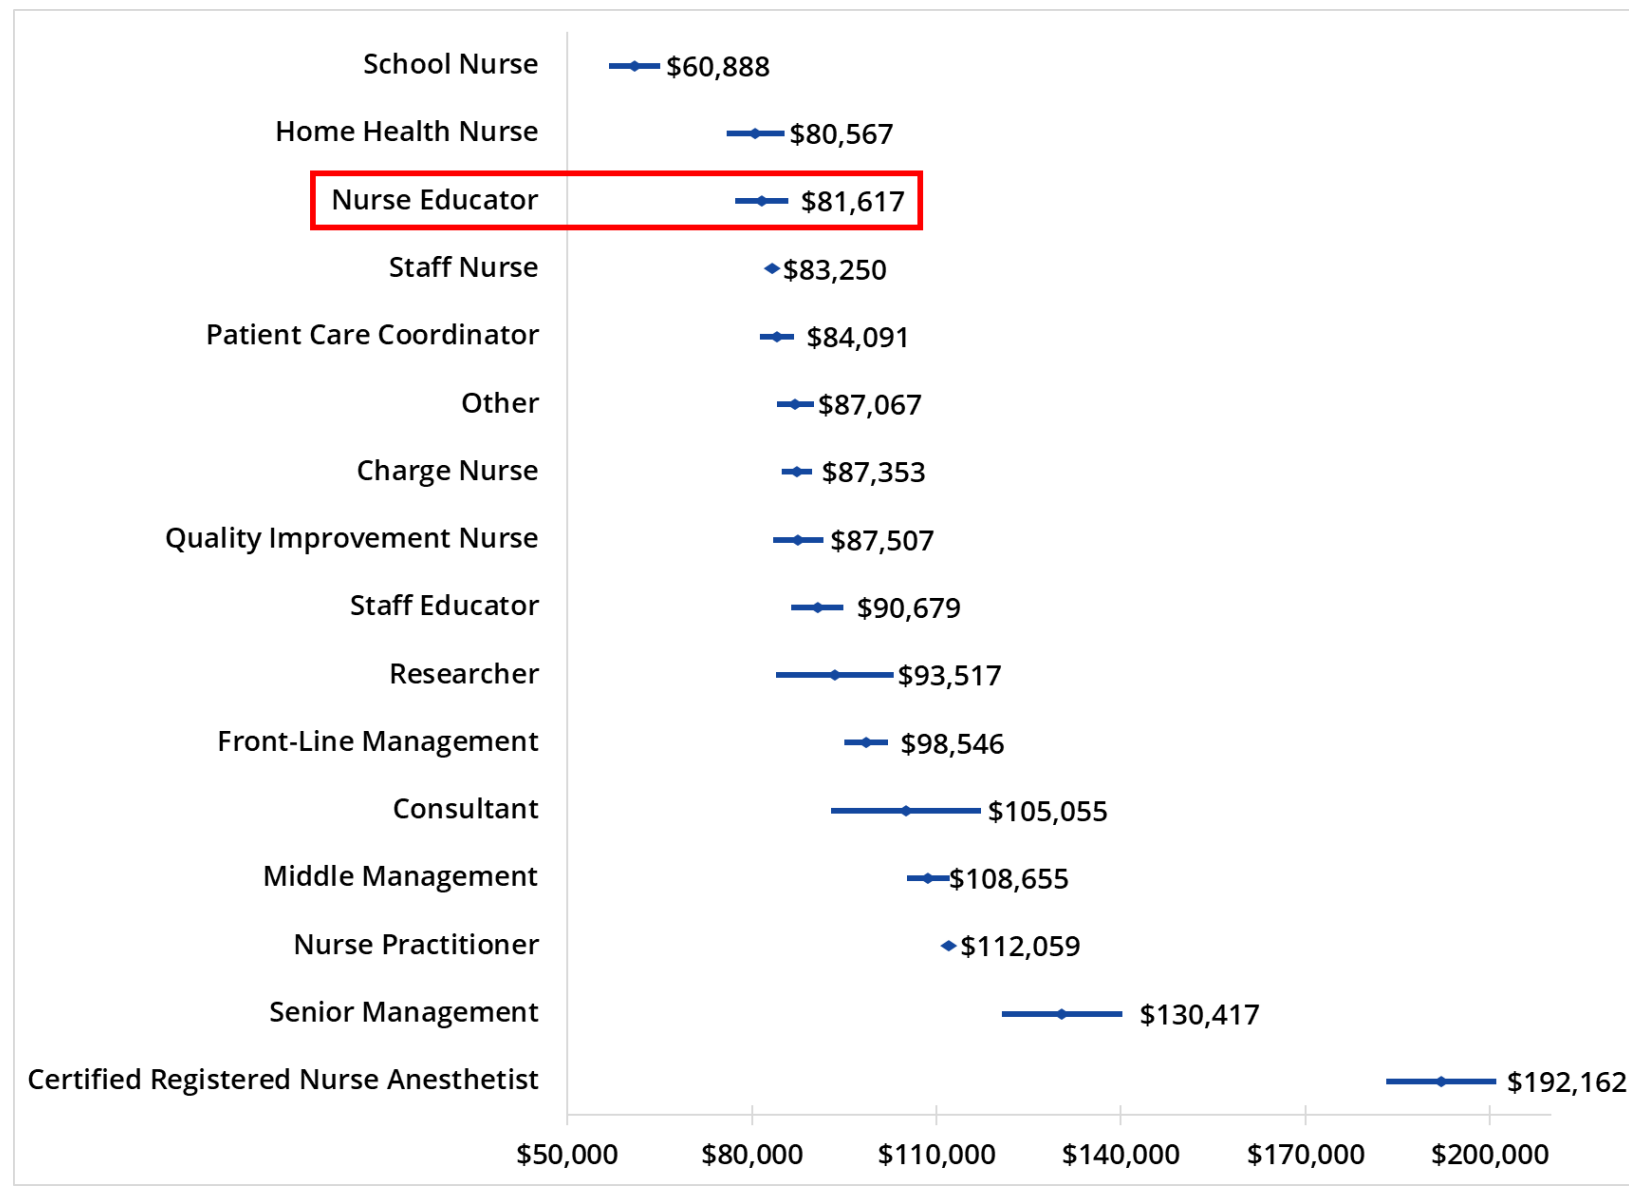 School Nurse $60,888
Home Health Nurse $80,567
Nurse Educator $81,617
Staff Nurse $83,250
Patient Care Coordinator $84,091
Other $87,067
Charge Nurse $87,353
Quality Improvement Nurse $87,507
Staff Educator $90,679
Researcher $93,517
Front-Line Management $98,546
Consultant $105,055
Middle Management $108,655
Nurse Practitioner $112,059
Senior Management $130,417
Certified Registered Nurse Anesthetist $192,162
$50,000 $80,000 $110,000 $140,000 $170,000 $200,000